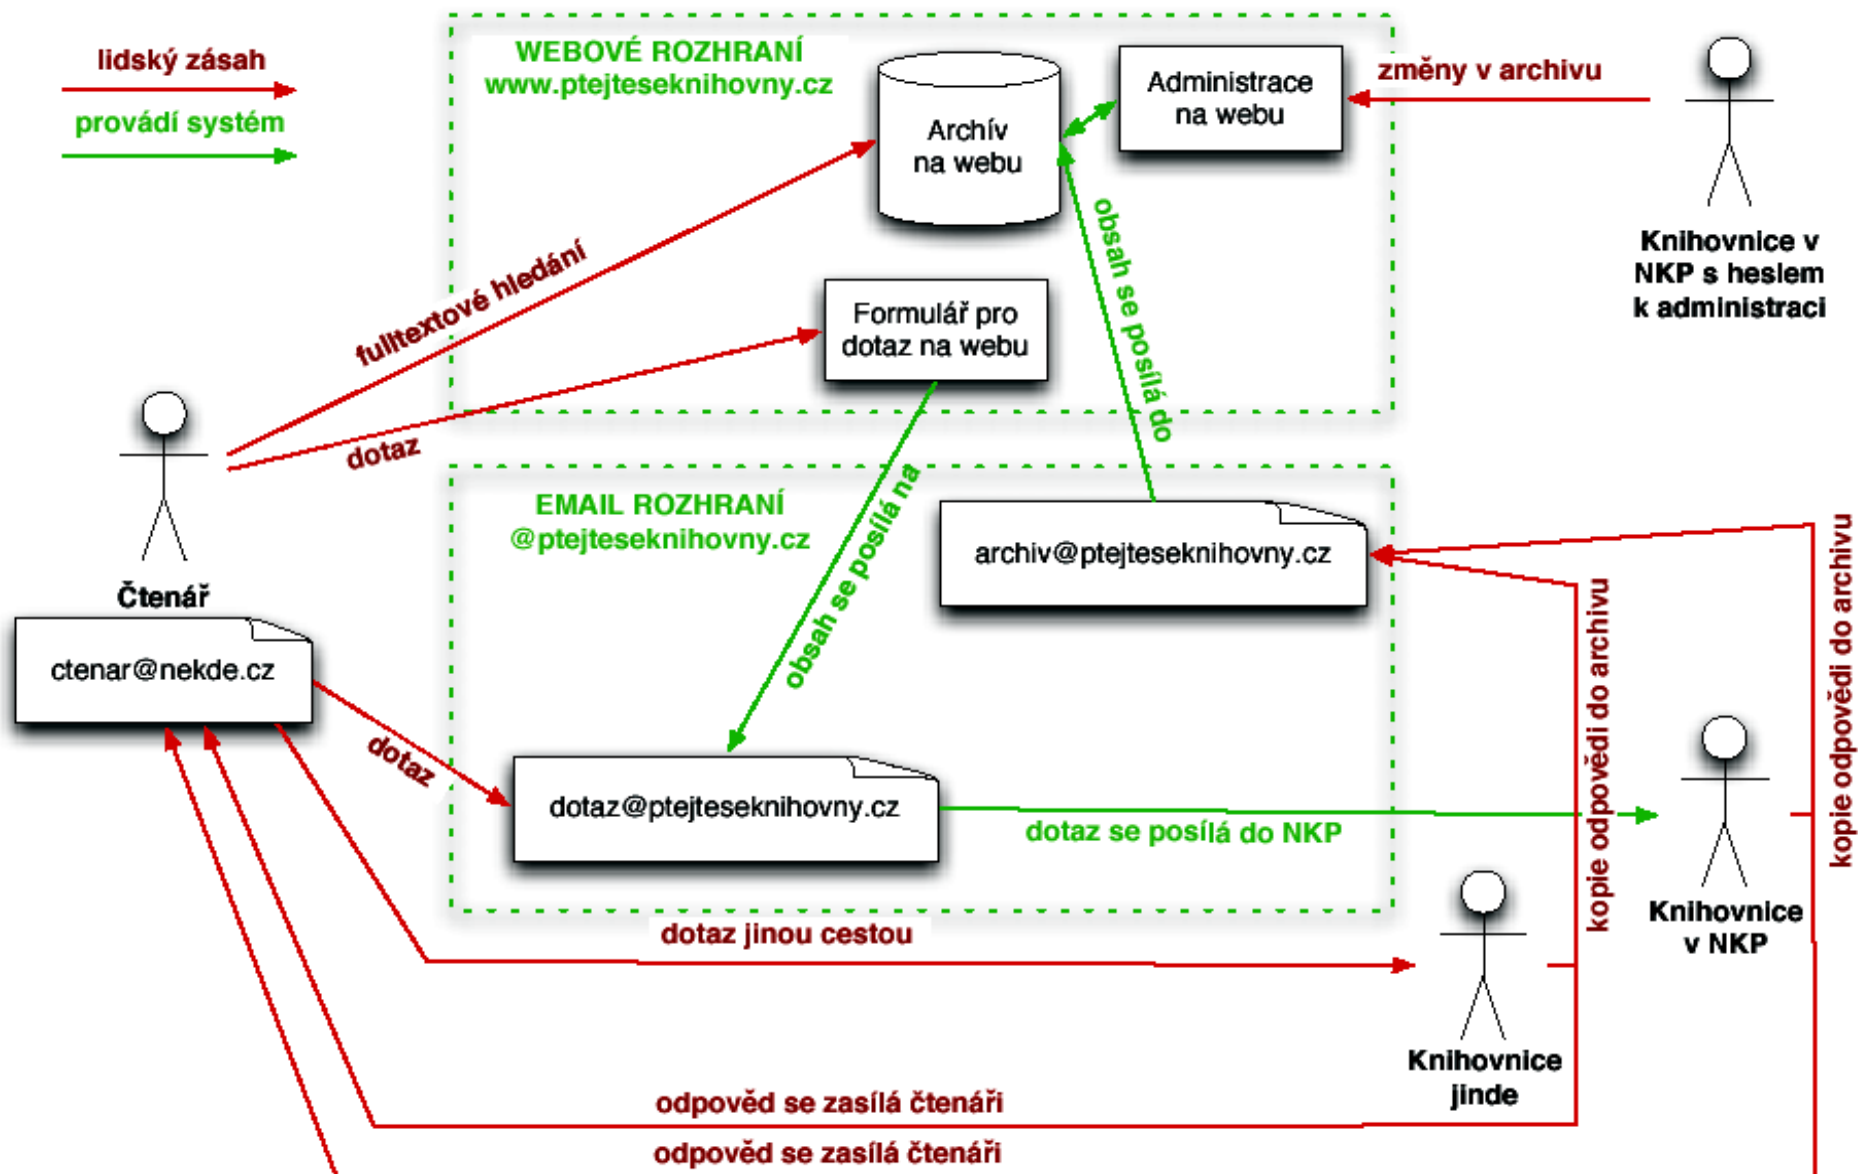 lidský zásah
provádí systém
WEBOVÉ ROZHRANÍ
www.ptejteseknihovny.cz
Archív
na webu
Administrace
na webu
změny v archivu
Knihovnice v
NKP s heslem
k administraci
fulltextové hledání
Formulář pro
dotaz na webu
obsah se posílá do
dotaz
Čtenář
ctenar@nekde.cz
EMAIL ROZHRANÍ
@ptejteseknihovny.cz
obsah se posílá na
archiv@ptejteseknihovny.cz
dotaz
dotaz@ptejteseknihovny.cz
dotaz se posílá do NKP
kopie odpovědi do archivu
kopie odpovědi do archivu
Knihovnice
v NKP
dotaz jinou cestou
Knihovnice
jinde
odpověd se zasílá čtenáři
odpověd se zasílá čtenáři